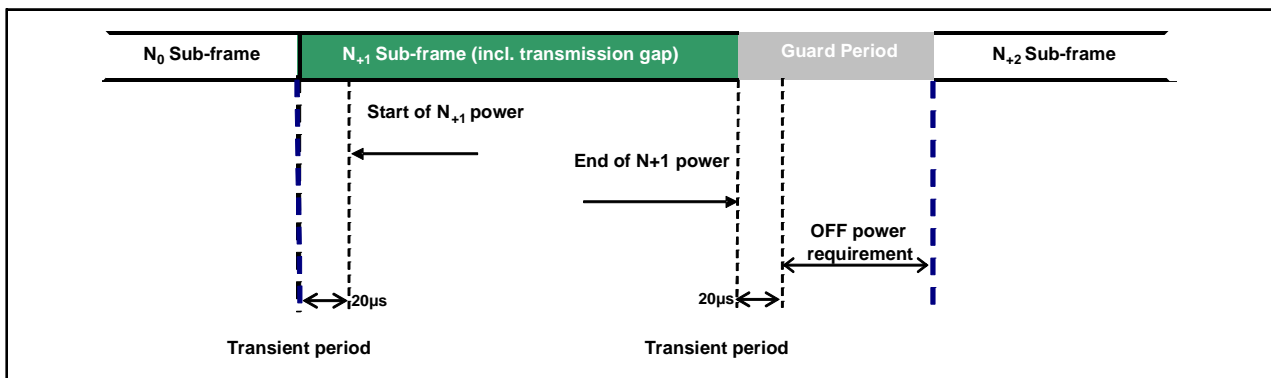 N0 Sub-frame
N+1 Sub-frame (incl. transmission gap)
Guard Period
N+2 Sub-frame
Start of N+1 power
End of N+1 power
OFF power
requirement
20µs
20µs
Transient period
Transient period